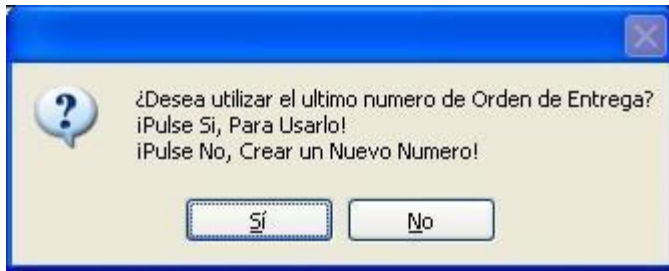 ¿Desea utilizar el ultimo numero de Orden de Entrega?
¡Pulse Si, Para Usarlo!
¡Pulse No, Crear un Nuevo Numero!
Sí
No